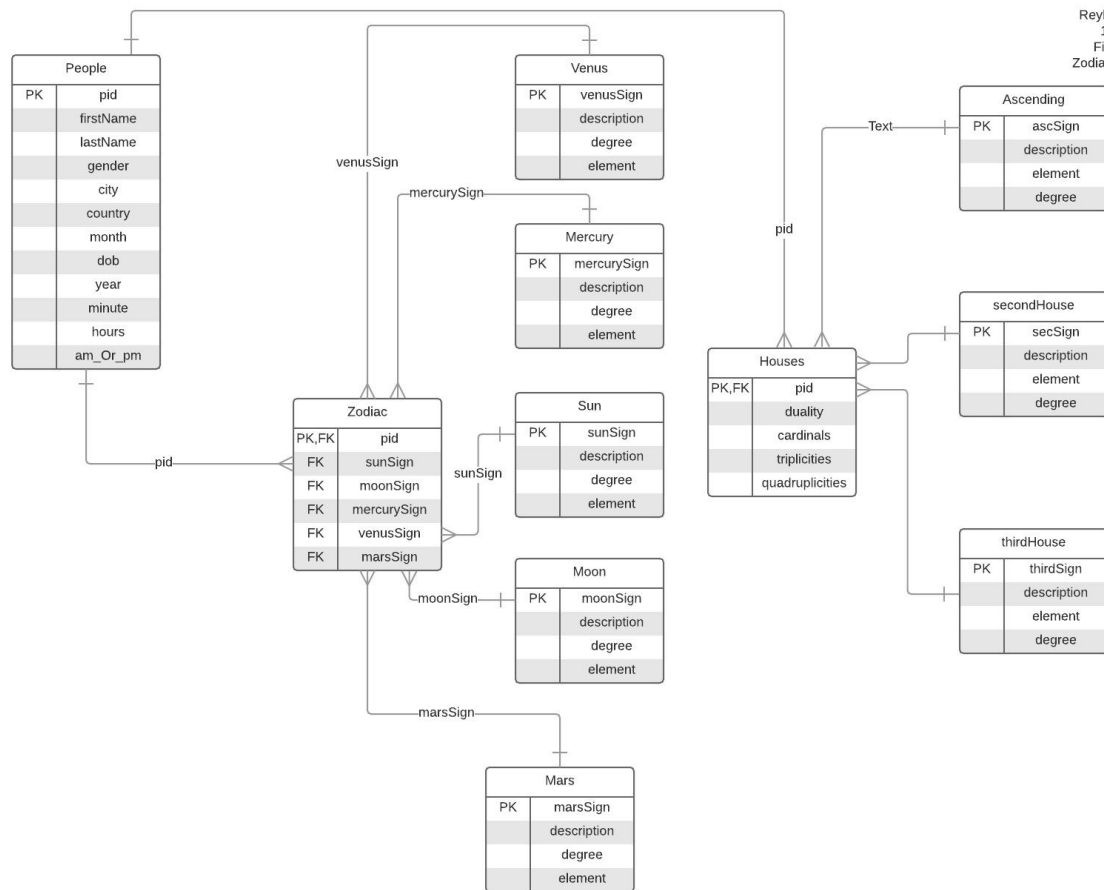 People
PK pid
firstName
lastName
gender
city
country
month
dob
year
minute
hours
am_Or_pm
pid
venusSign
mercurySign
Venus
PK venusSign
description
degree
element
Mercury
PK mercurySign
description
degree
element
Zodiac
PK,FK pid
FK sunSign
FK moonSign
FK mercurySign
FK venusSign
FK marsSign
sunSign
Sun
PK sunSign
description
degree
element
moonSign
Moon
PK moonSign
description
degree
element
marsSign
Mars
PK marsSign
description
degree
element
pid
Houses
PK,FK pid
duality
cardinals
triplicities
quadruplicities
Text
Ascending
PK ascSign
description
element
degree
secondHouse
PK secSign
description
element
degree
thirdHouse
PK thirdSign
description
element
degree